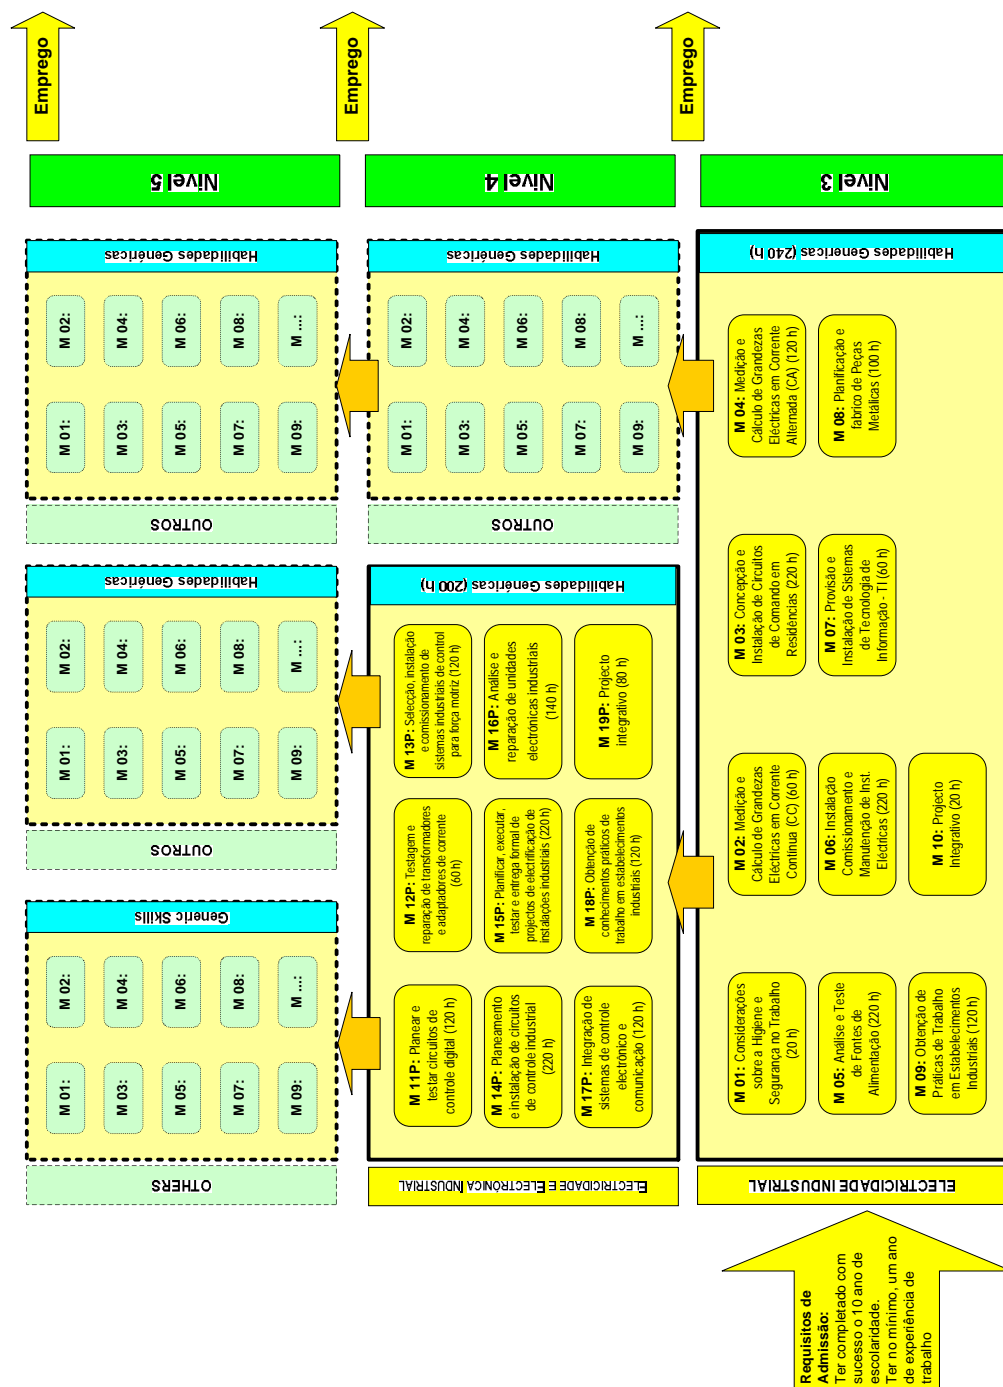 Emprego
Emprego
Emprego
Nivel 5
Nivel 4
Nivel 3
Habilidades Genéricas
M 02:
M 04:
M 06:
M 08:
M ...:
M 01:
M 03:
M 05:
M 07:
M 09:
OUTROS
Habilidades Genéricas
M 02:
M 04:
M 06:
M 08:
M ...:
M 01:
M 03:
M 05:
M 07:
M 09:
OUTROS
Habilidades Genericas (240 h)
M 04: Medição e
Cálculo de Grandezas
Eléctricas em Corrente
Alternada (CA) (120 h)
M 08: Planificação e
fabrico de Peças
Metálicas (100 h)
M 03: Concepção e
Instalação de Circuitos
de Comando em
Residências (220 h)
M 07: Provisão e
Instalação de Sistemas
de Tecnologia de
Informação - TI (60 h)
M 02: Medição e
Cálculo de Grandezas
Eléctricas em Corrente
Contínua (CC) (60 h)
M 06: Instalação
Comissionamento e
Manutenção de Inst.
Eléctricas (220 h)
M 10: Projecto
Integrativo (20 h)
M 01: Considerações
sobre a Higiene e
Segurança no Trabalho
(20 h)
M 05: Análise e Teste
de Fontes de
Alimentação (220 h)
M 09: Obtenção de
Práticas de Trabalho
em Estabelecimentos
Industriais (120 h)
ELECTRICIDADE INDUSTRIAL
Habilidades Genéricas
M 02:
M 04:
M 06:
M 08:
M ...:
M 01:
M 03:
M 05:
M 07:
M 09:
OUTROS
Habilidades Genéricas (200 h)
M 13P: Selecção, instalação
e comissionamento de
sistemas industriais de control
para força motriz (120 h)
M 16P: Análise e
reparação de unidades
electrónicas industriais
(140 h)
M 19P: Projecto
integrativo (80 h)
M 12P: Testagem e
reparação de transformadores
e adaptadores de corrente
(60 h)
M 15P: Planificar, executar,
testar e entrega formal de
projectos de electrificação de
instalações industriais (220 h)
M 18P: Obtenção de
conhecimentos práticos de
trabalho em estabelecimentos
industriais (120 h)
M 11P: Planear e
testar circuitos de
controle digital (120 h)
M 14P: Planeamento
e instalação de circuitos
de controle industrial
(220 h)
M 17P: Integração de
sistemas de controle
electrónico e
comunicação (120 h)
ELECTRICIDADE E ELECTRÓNICA INDUSTRIAL
Generic Skills
M 02:
M 04:
M 06:
M 08:
M ...:
M 01:
M 03:
M 05:
M 07:
M 09:
OTHERS
Requisitos de
Admissão:
Ter completado com
sucesso o 10 ano de
escolaridade.
Ter no mínimo, um ano
de experiência de
trabalho